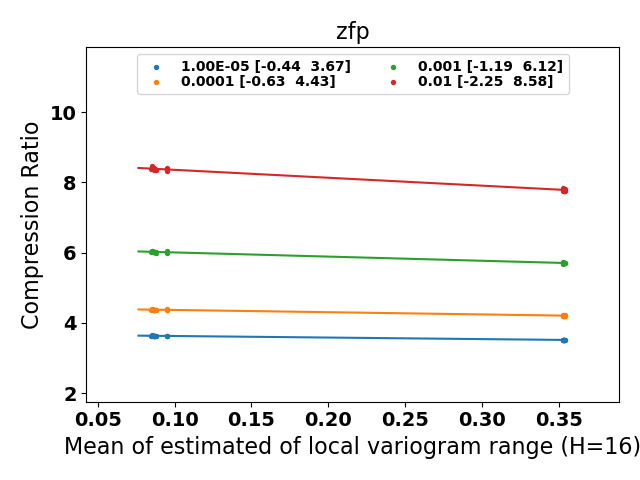 zfp
1.00E-05 [-0.44  3.67]
0.0001 [-0.63  4.43]
0.001 [-1.19  6.12]
0.01 [-2.25  8.58]
Compression Ratio
10
8
6
4
2
0.05 0.10 0.15 0.20 0.25 0.30 0.35
Mean of estimated of local variogram range (H=16)